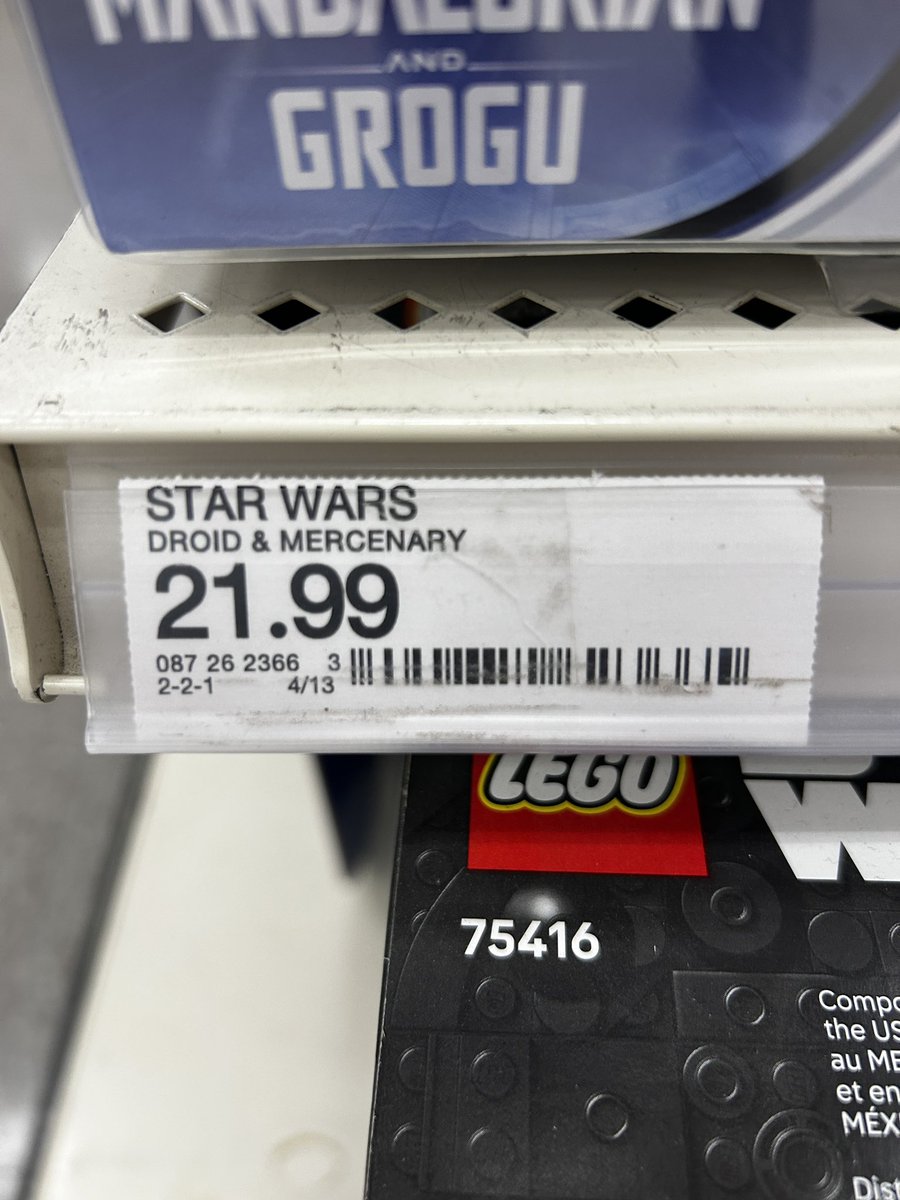 MANDALORIAN
AND
GROGU
STAR WARS
DROID & MERCENARY
21.99
087 26 2366 3
2-2-1 4/13
LEGO
W
75416
Compo
the US
au ME
et en
MÉX
Dist